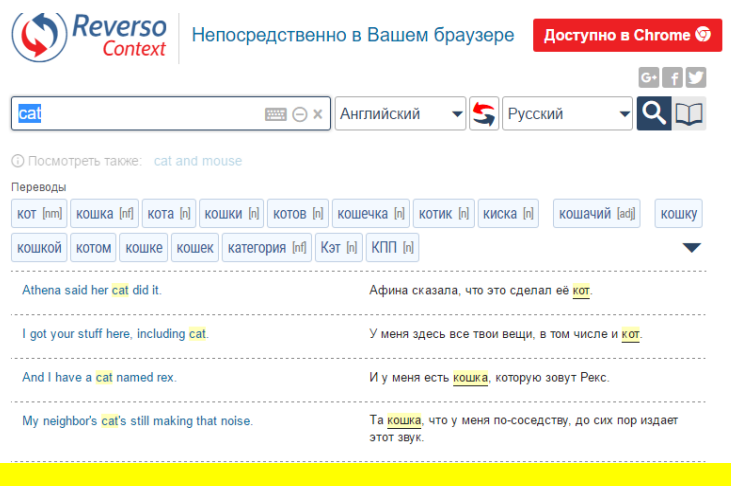 Reverso
Context
Непосредственно в Вашем браузере
Доступно в Chrome
G+ f
cat
Английский
Русский
Посмотреть также: cat and mouse
Переводы
кот [nm] кошка [nf] кота [n] кошки [n] котов [n] кошечка [n] котик [n] киска [n] кошачий [adj] кошку
кошкой котом кошке кошек категория [nf] Кэт [n] КПП [n]
Athena said her cat did it. Афина сказала, что это сделал её кот.
I got your stuff here, including cat. У меня здесь все твои вещи, в том числе и кот.
And I have a cat named rex. И у меня есть кошка, которую зовут Рекс.
My neighbor's cat's still making that noise. Та кошка, что у меня по-соседству, до сих пор издает
этот звук.